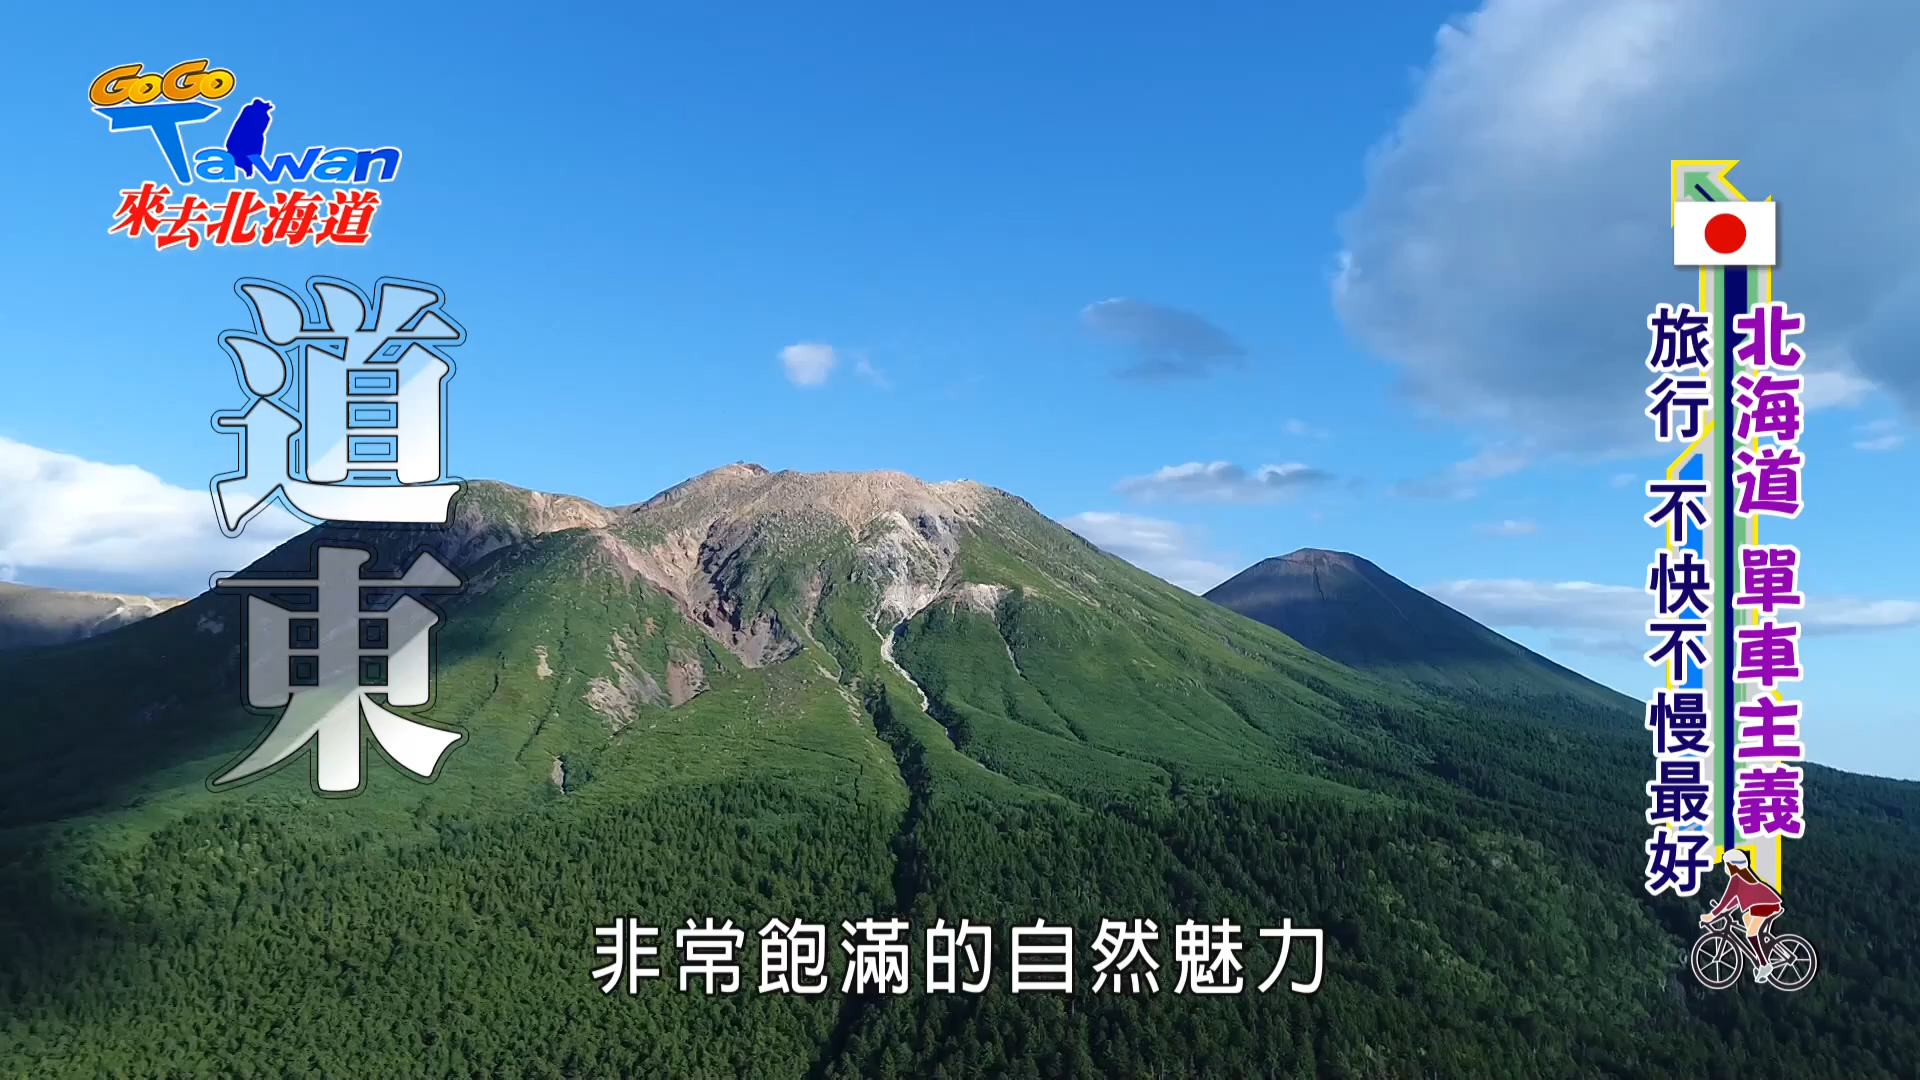 GoGo
Taiwan
來去北海道
道東
北海道 單車主義
旅行 不快不慢最好
非常飽滿的自然魅力